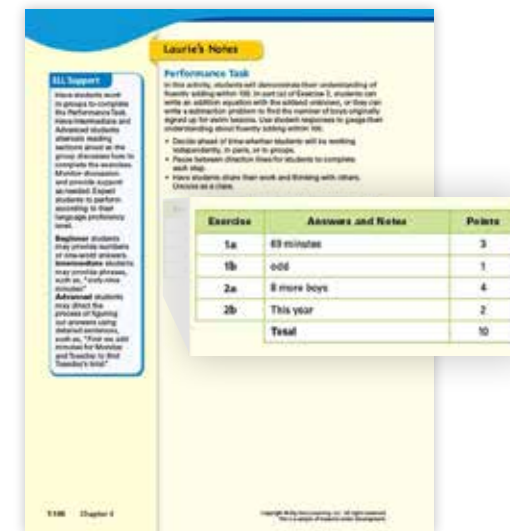 Laurie's Notes
ELL Support
Have students work
in groups to complete
the Performance Task.
Have Intermediate and
Advanced students
alternate reading
sections aloud as the
group discusses how to
complete the exercises.
Monitor discussion
and provide support
as needed. Expect
students to perform
according to their
language proficiency
level.
Beginner students
may provide numbers
or one-word answers.
Intermediate students
may provide phrases,
such as, "sixty-nine
minutes"
Advanced students
may direct the
process of figuring
out answers using
detailed sentences,
such as, "First we add
minutes for Monday
and Tuesday to find
Tuesday's total"
Performance Task
In this activity, students will demonstrate their understanding of
fluently adding within 100. In part (a) of Exercise 2, students can
write an addition equation with the addend unknown, or they can
write a subtraction problem to find the number of boys originally
signed up for swim lessons. Use student responses to gauge their
understanding about fluently adding within 100.
• Decide ahead of time whether students will be working
independently, in pairs, or in groups.
• Pause between direction lines for students to complete
each step.
• Have students share their work and thinking with others.
Discuss as a class.
Exercise Answers and Notes Points
1a 69 minutes 3
1b odd 1
2a 8 more boys 4
2b This year 2
Total 10
Chapter 4
Copyright © Big Ideas Learning, LLC. All rights reserved.